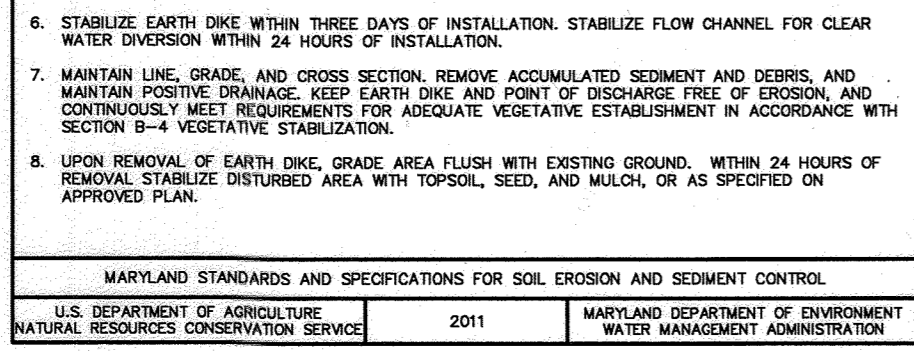 6. STABILIZE EARTH DIKE WITHIN THREE DAYS OF INSTALLATION. STABILIZE FLOW CHANNEL FOR CLEAR
WATER DIVERSION WITHIN 24 HOURS OF INSTALLATION.
7. MAINTAIN LINE, GRADE, AND CROSS SECTION. REMOVE ACCUMULATED SEDIMENT AND DEBRIS, AND
MAINTAIN POSITIVE DRAINAGE. KEEP EARTH DIKE AND POINT OF DISCHARGE FREE OF EROSION, AND
CONTINUOUSLY MEET REQUIREMENTS FOR ADEQUATE VEGETATIVE ESTABLISHMENT IN ACCORDANCE WITH
SECTION B-4 VEGETATIVE STABILIZATION.
8. UPON REMOVAL OF EARTH DIKE, GRADE AREA FLUSH WITH EXISTING GROUND. WITHIN 24 HOURS OF
REMOVAL STABILIZE DISTURBED AREA WITH TOPSOIL, SEED, AND MULCH, OR AS SPECIFIED ON
APPROVED PLAN.
MARYLAND STANDARDS AND SPECIFICATIONS FOR SOIL EROSION AND SEDIMENT CONTROL
U.S. DEPARTMENT OF AGRICULTURE
NATURAL RESOURCES CONSERVATION SERVICE
2011
MARYLAND DEPARTMENT OF ENVIRONMENT
WATER MANAGEMENT ADMINISTRATION